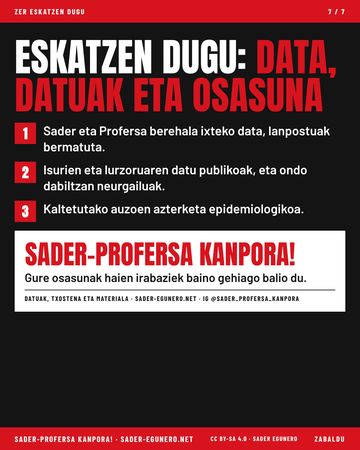 ZER ESKATZEN DUGU
7 / 7
ESKATZEN DUGU: DATA,
DATUAK ETA OSASUNA
1 Sader eta Profersa berehala ixteko data, lanpostuak
bermatuta.
2 Isurien eta lurzoruaren datu publikoak, eta ondo
dabiltzan neurgailuak.
3 Kaltetutako auzoen azterketa epidemiologikoa.
SADER-PROFERSA KANPORA!
Gure osasunak haien irabaziek baino gehiago balio du.
DATUAK, TXOSTENA ETA MATERIALA · SADER-EGUNERO.NET · IG @SADER_PROFERSA_KANPORA
SADER-PROFERSA KANPORA! · SADER-EGUNERO.NET
CC BY-SA 4.0 · SADER EGUNERO
ZABALDU